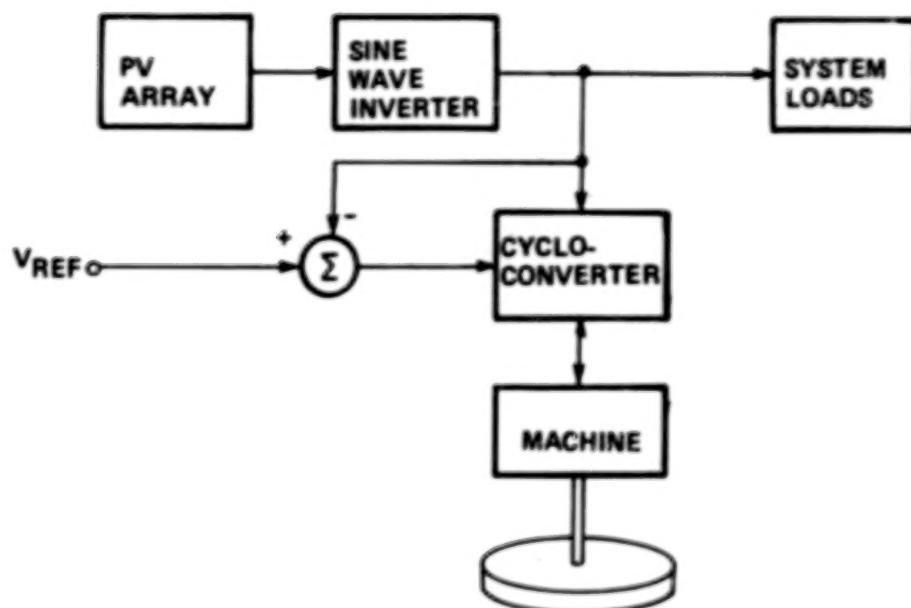 PV
ARRAY
SINE
WAVE
INVERTER
SYSTEM
LOADS
-
+
VREF
Σ
CYCLO-
CONVERTER
MACHINE